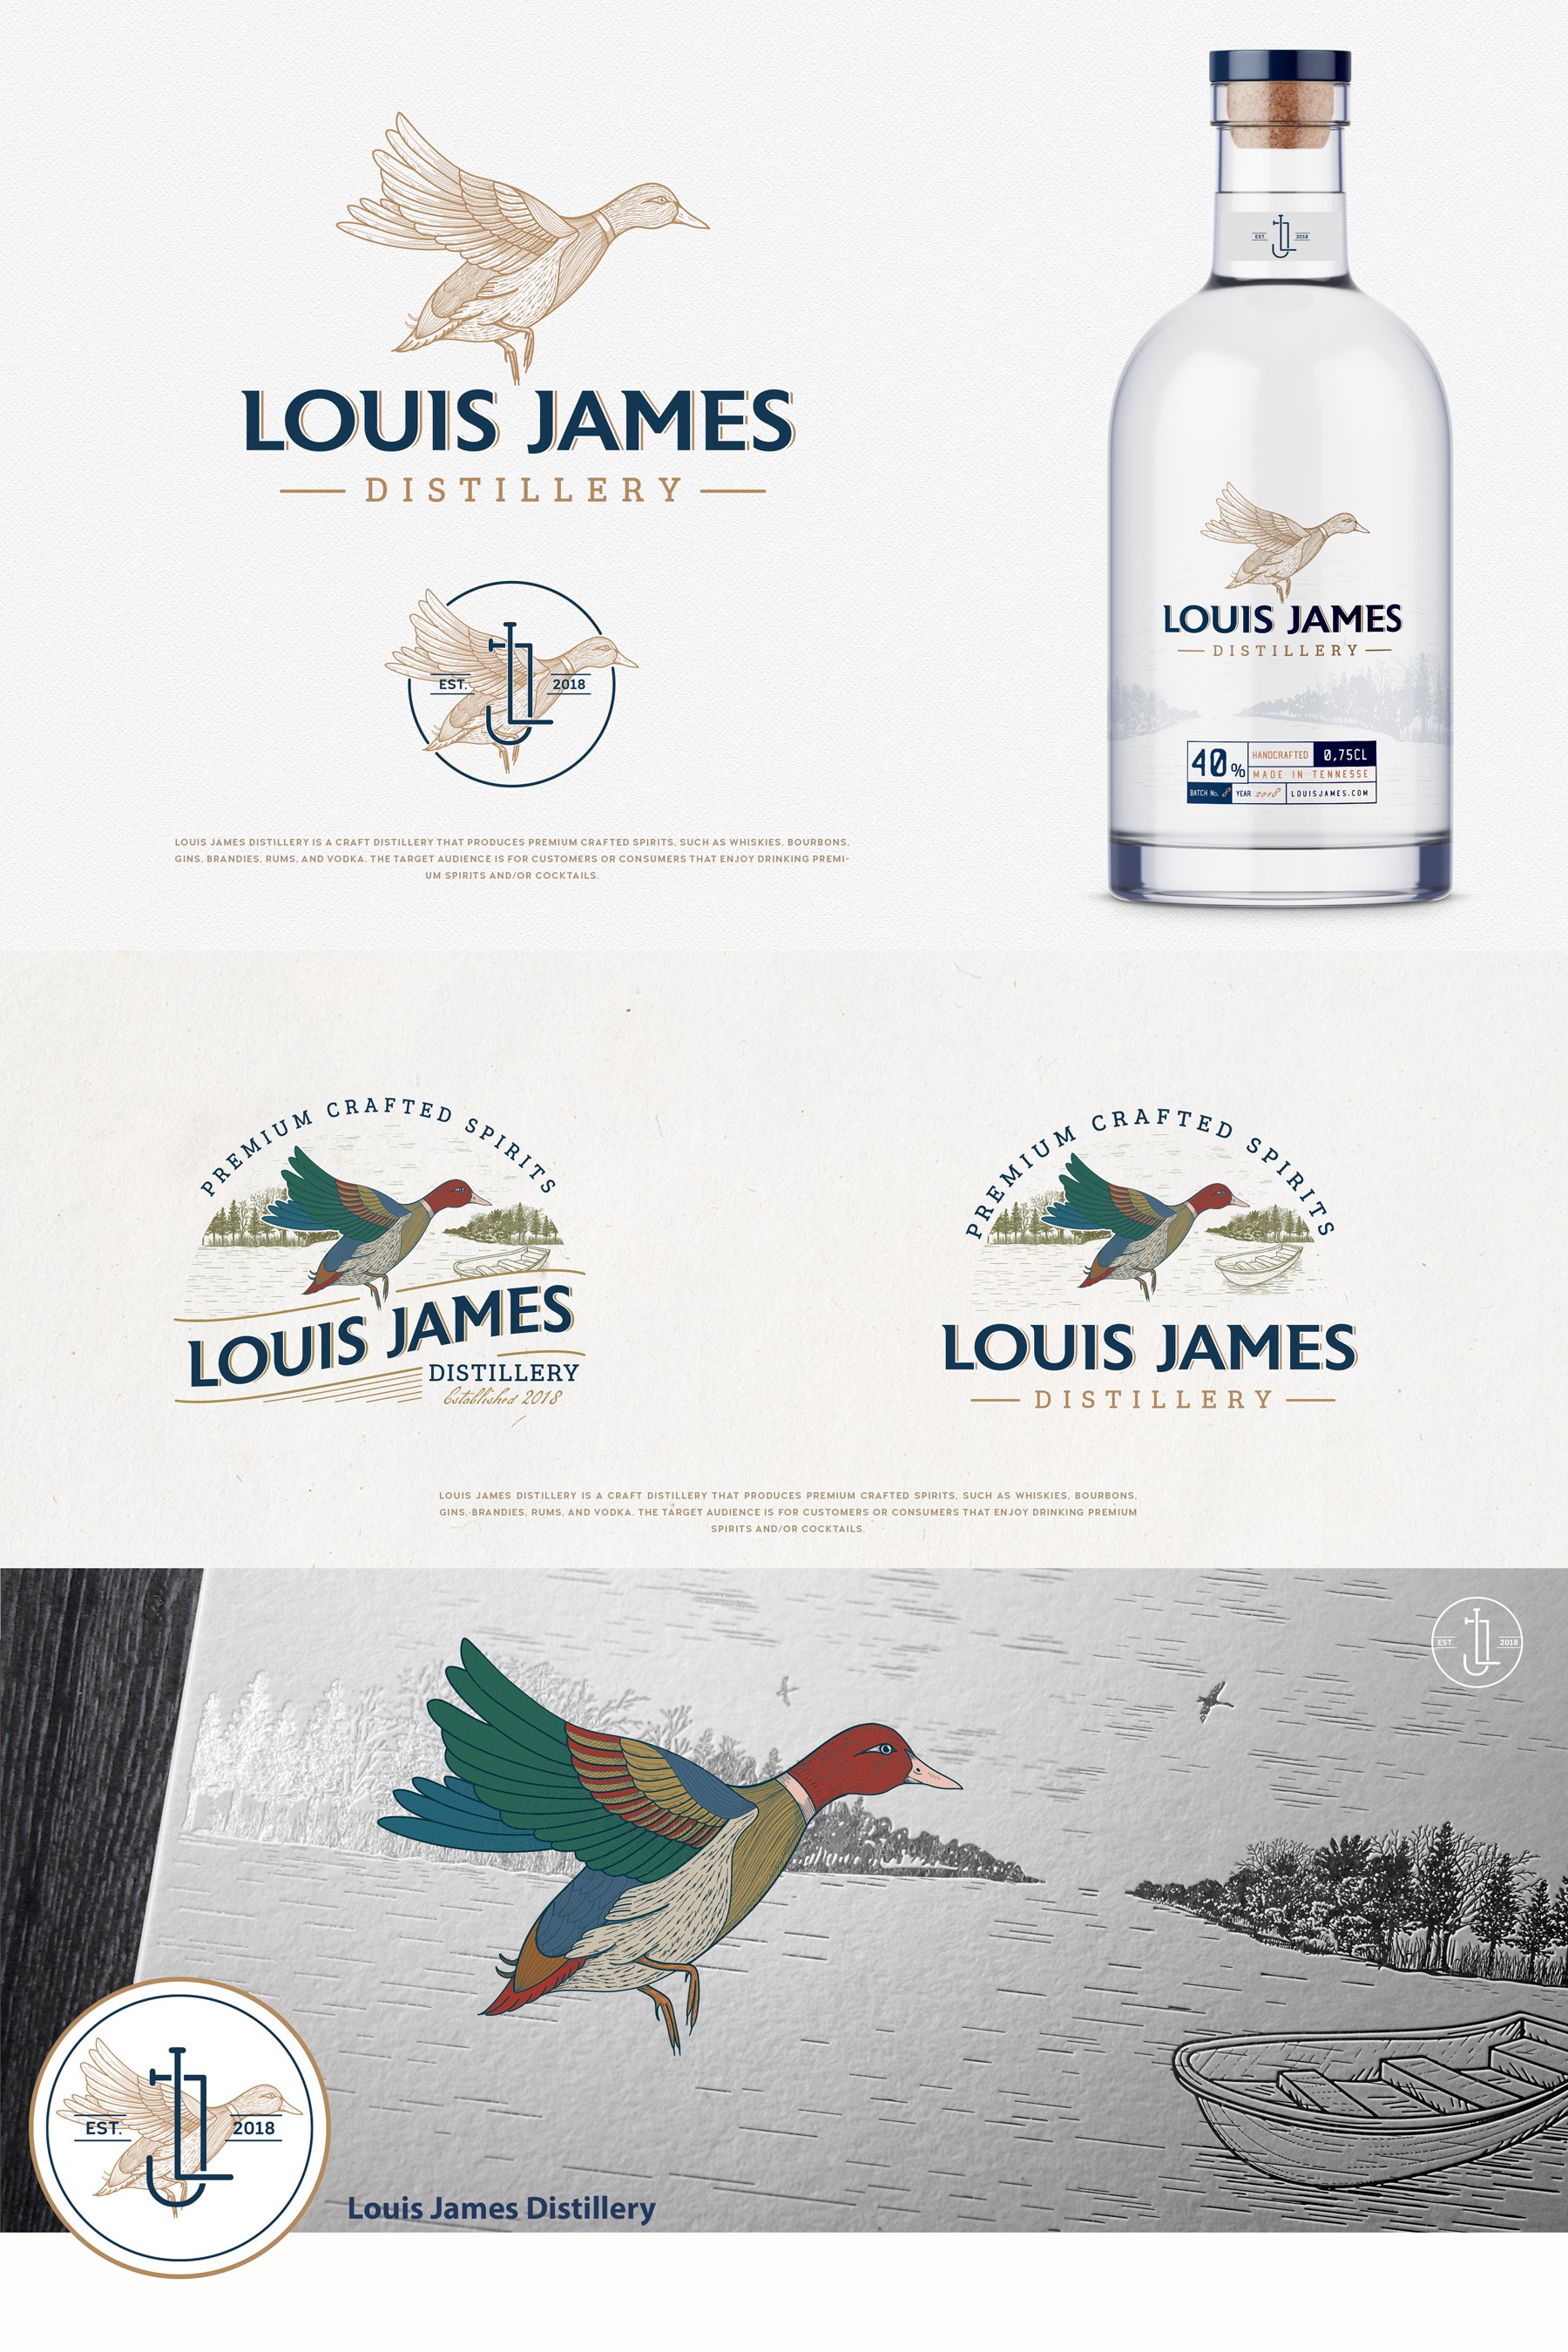 LOUIS JAMES
DISTILLERY
EST. 2018
LOUIS JAMES DISTILLERY IS A CRAFT DISTILLERY THAT PRODUCES PREMIUM CRAFTED SPIRITS, SUCH AS WHISKIES, BOURBONS,
GINS, BRANDIES, RUMS, AND VODKA. THE TARGET AUDIENCE IS FOR CUSTOMERS OR CONSUMERS THAT ENJOY DRINKING PREMI-
UM SPIRITS AND/OR COCKTAILS.
EST. JL 2018
LOUIS JAMES
DISTILLERY
40% HANDCRAFTED 0,75CL
MADE IN TENNESSE
BATCH No. 8 YEAR 2018 LOUISJAMES.COM
PREMIUM CRAFTED SPIRITS
LOUIS JAMES
DISTILLERY
Established 2018
PREMIUM CRAFTED SPIRITS
LOUIS JAMES
DISTILLERY
LOUIS JAMES DISTILLERY IS A CRAFT DISTILLERY THAT PRODUCES PREMIUM CRAFTED SPIRITS, SUCH AS WHISKIES, BOURBONS,
GINS, BRANDIES, RUMS, AND VODKA. THE TARGET AUDIENCE IS FOR CUSTOMERS OR CONSUMERS THAT ENJOY DRINKING PREMIUM
SPIRITS AND/OR COCKTAILS.
EST. JL 2018
EST. JL 2018
Louis James Distillery